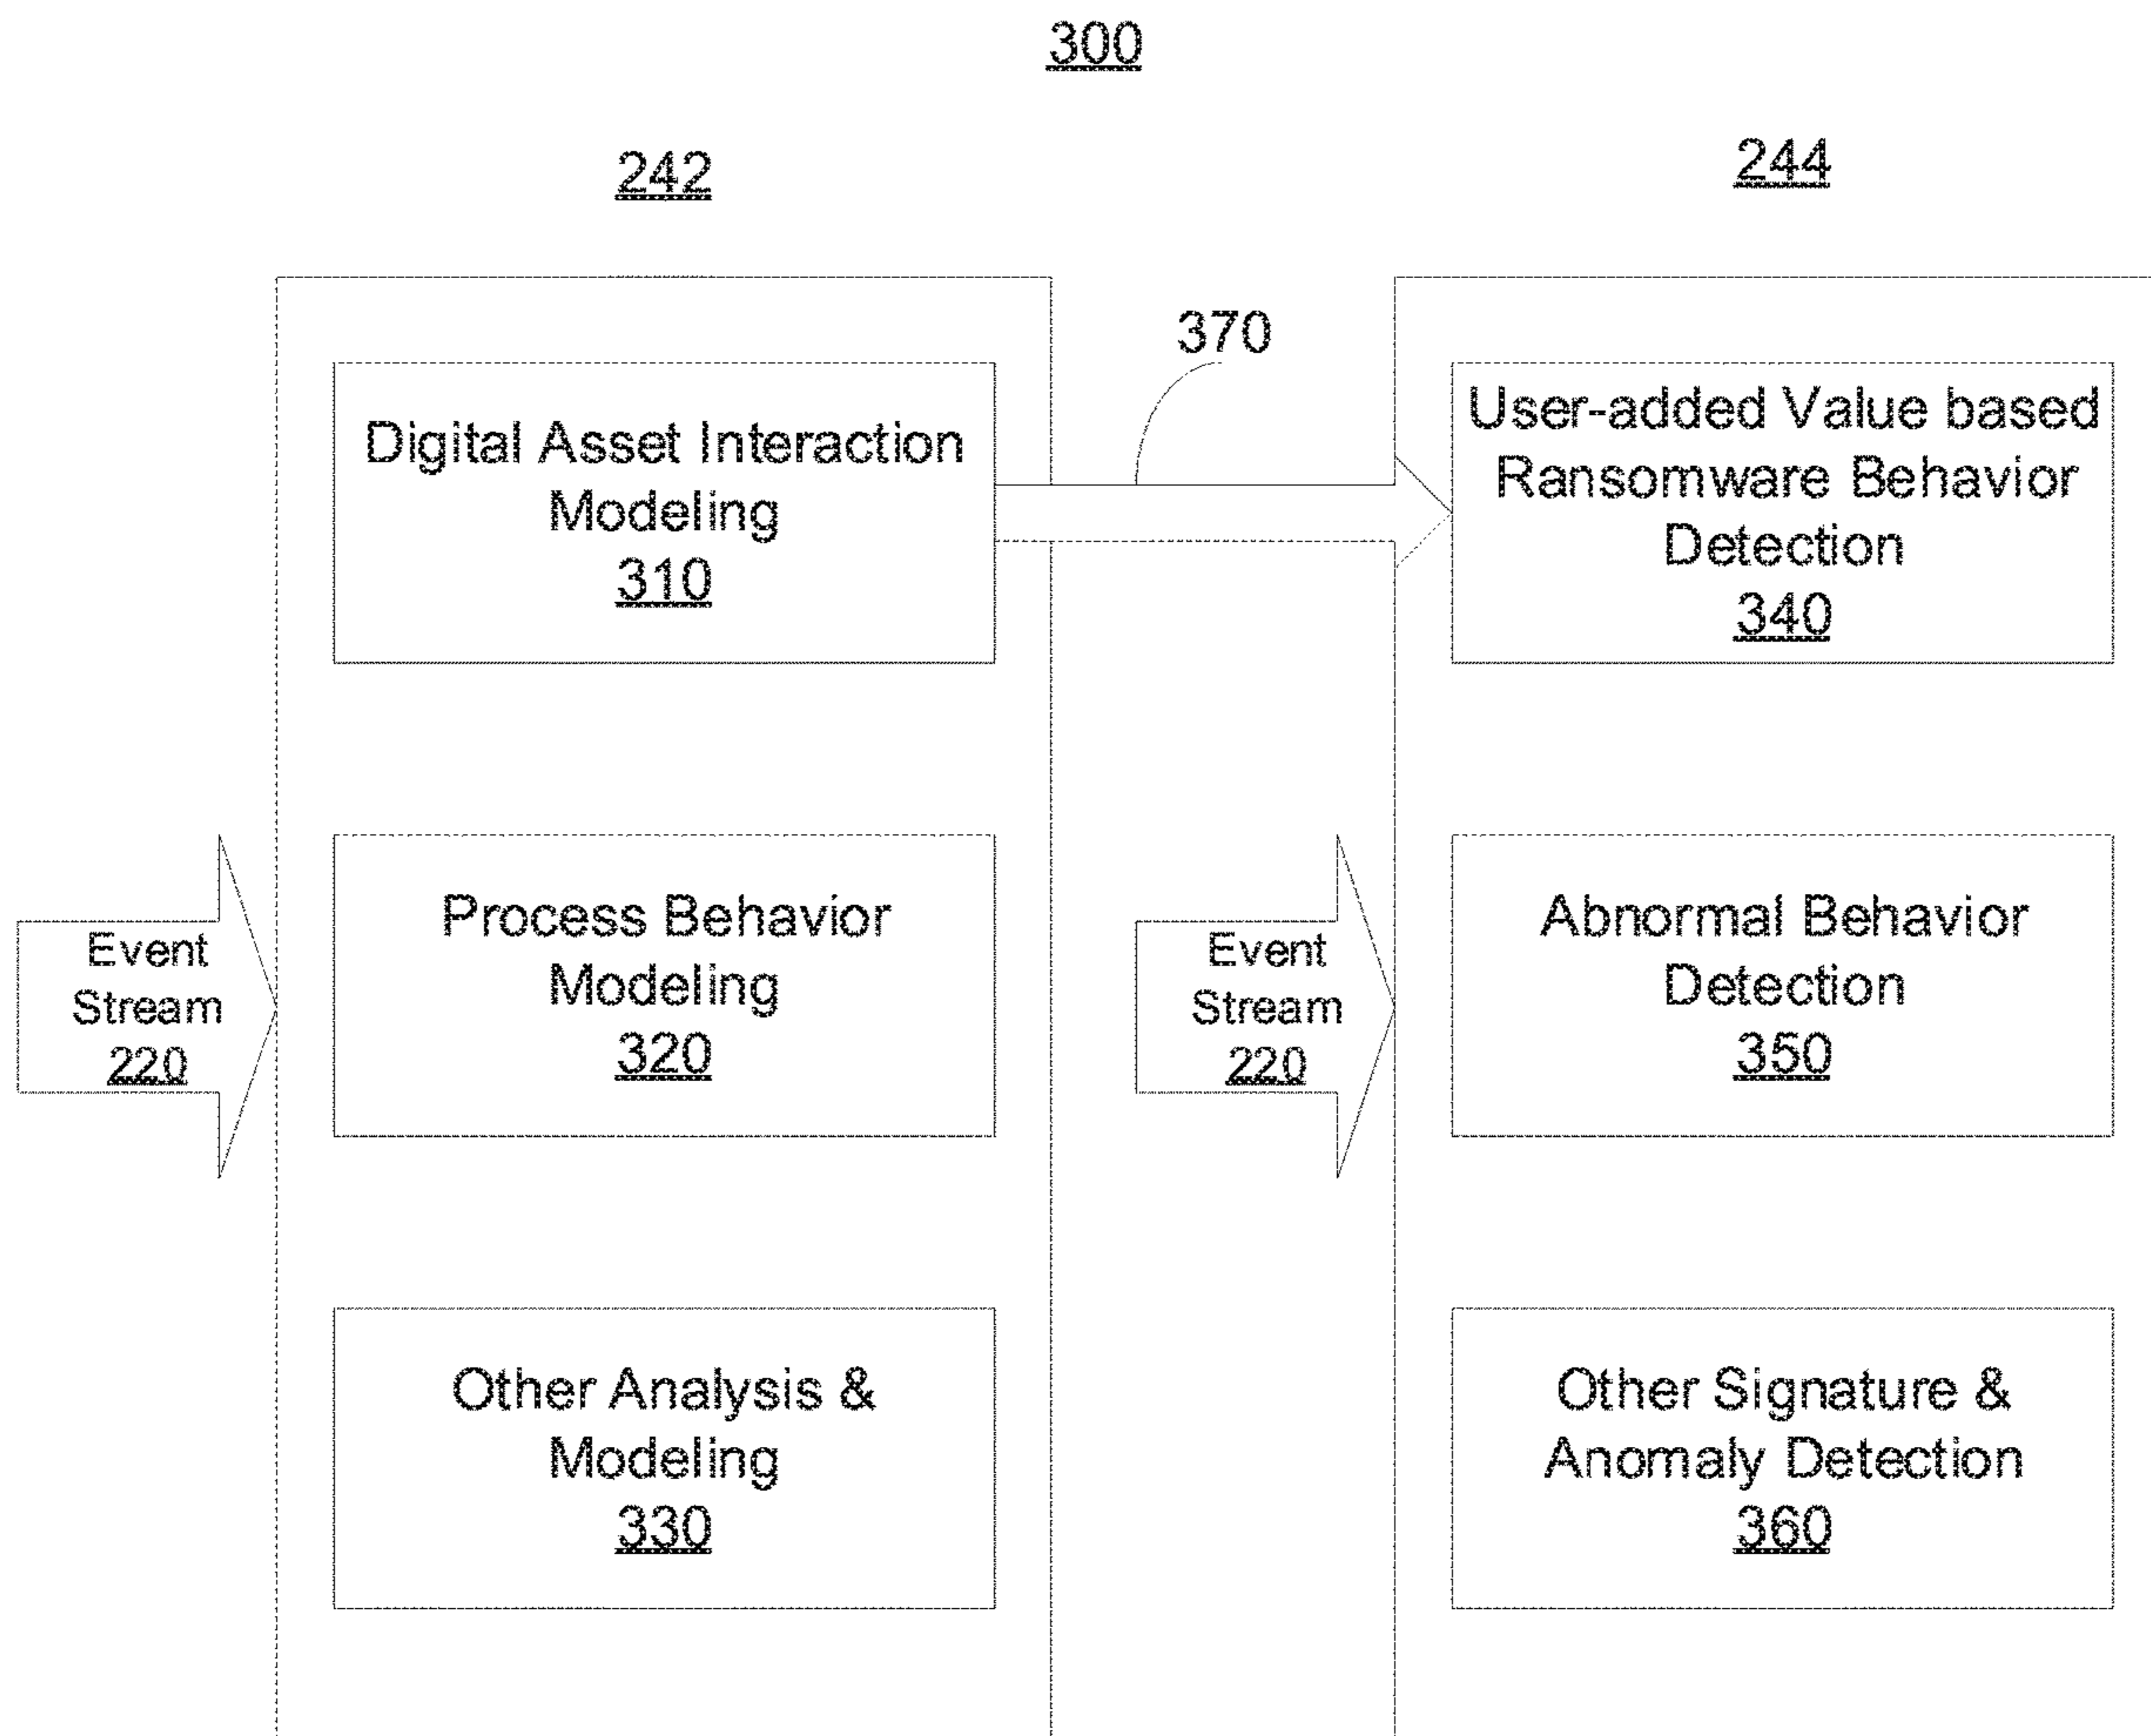 300
242
244
370
Digital Asset Interaction
Modeling
310
User-added Value based
Ransomware Behavior
Detection
340
Event
Stream
220
Process Behavior
Modeling
320
Event
Stream
220
Abnormal Behavior
Detection
350
Other Analysis &
Modeling
330
Other Signature &
Anomaly Detection
360